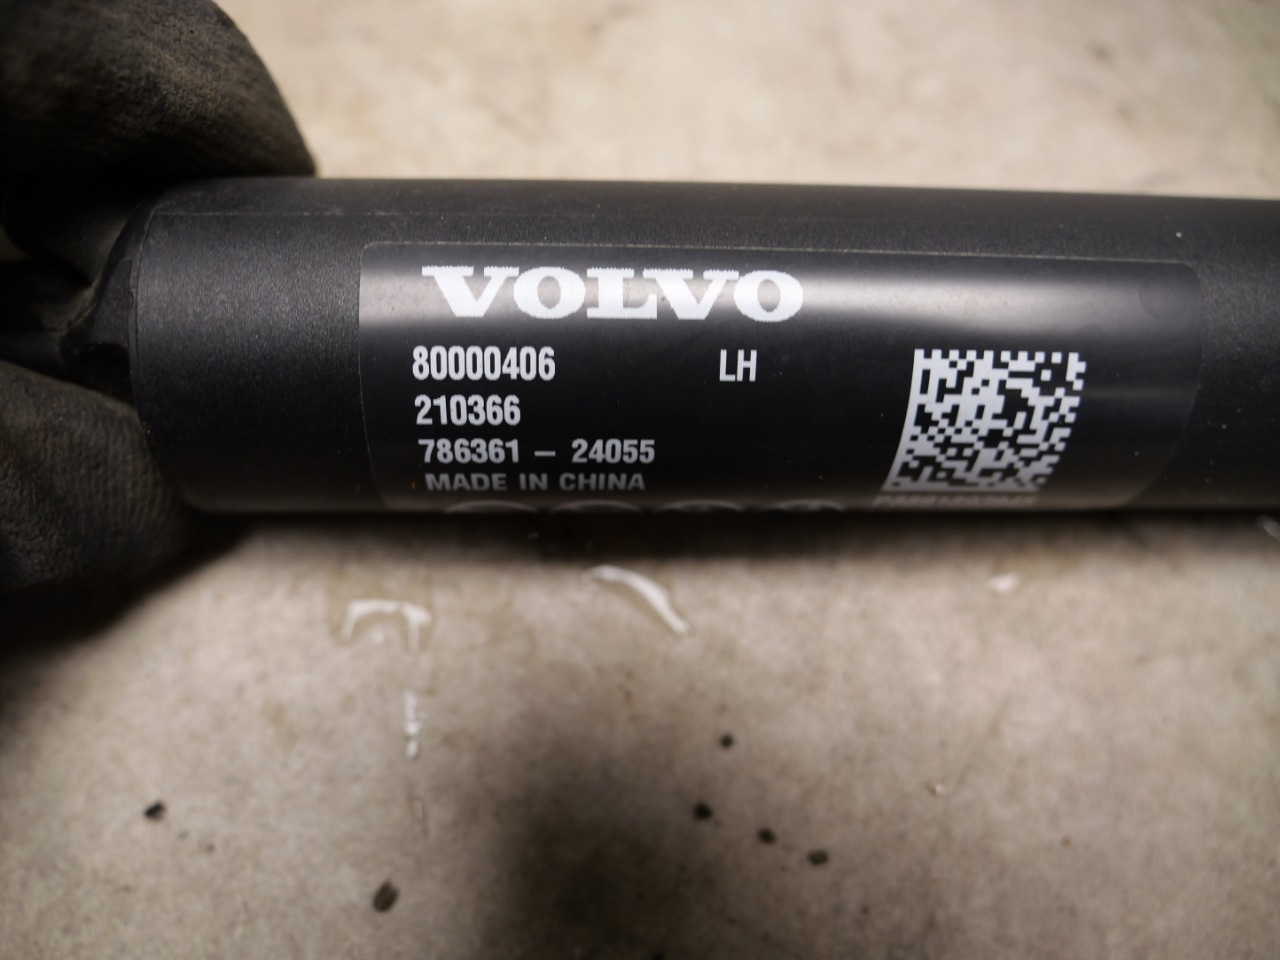 VOLVO
80000406 LH
210366
786361 – 24055
MADE IN CHINA